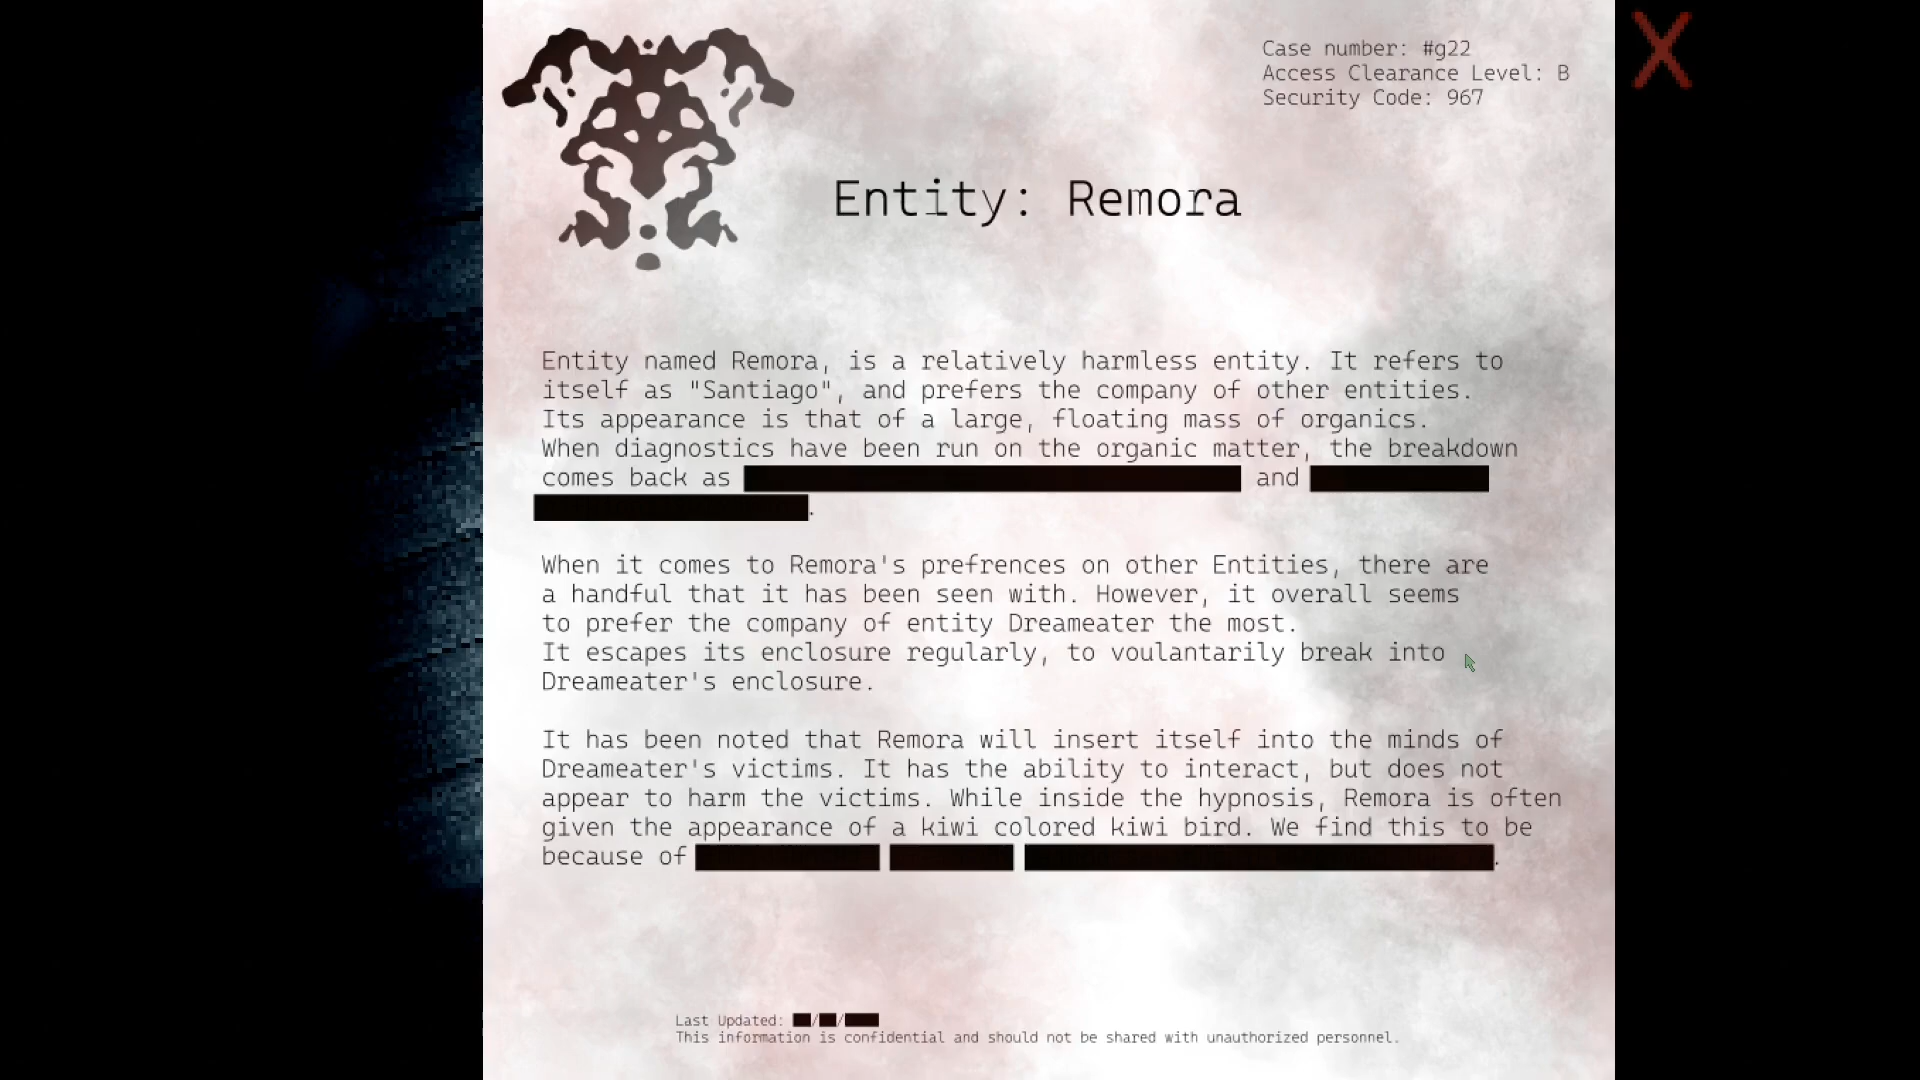 Case number: #g22
Access Clearance Level: B
Security Code: 967
Entity: Remora
Entity named Remora, is a relatively harmless entity. It refers to
itself as "Santiago", and prefers the company of other entities.
Its appearance is that of a large, floating mass of organics.
When diagnostics have been run on the organic matter, the breakdown
comes back as and
.
When it comes to Remora's prefrences on other Entities, there are
a handful that it has been seen with. However, it overall seems
to prefer the company of entity Dreameater the most.
It escapes its enclosure regularly, to voulantarily break into
Dreameater's enclosure.
It has been noted that Remora will insert itself into the minds of
Dreameater's victims. It has the ability to interact, but does not
appear to harm the victims. While inside the hypnosis, Remora is often
given the appearance of a kiwi colored kiwi bird. We find this to be
because of .
Last Updated: / /
This information is confidential and should not be shared with unauthorized personnel.
X